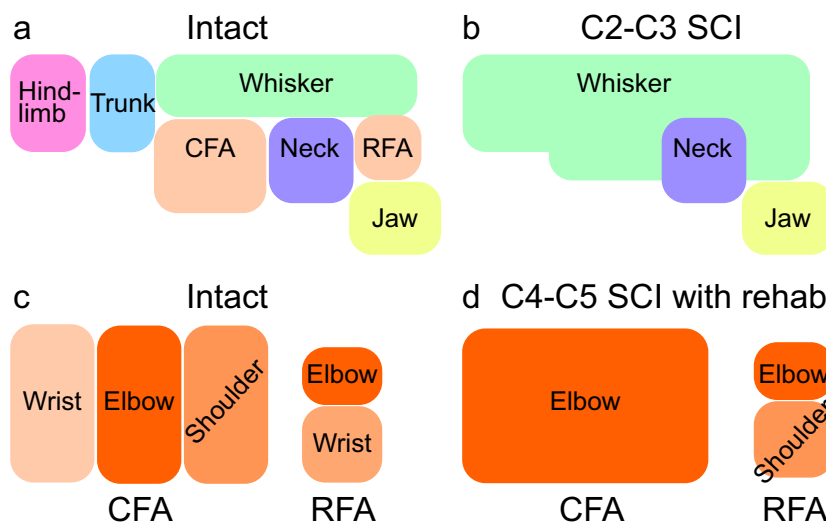 a Intact
Hind-
limb
Trunk
Whisker
CFA
Neck
RFA
Jaw
b C2-C3 SCI
Whisker
Neck
Jaw
c Intact
Wrist
Elbow
Shoulder
Elbow
Wrist
CFA
RFA
d C4-C5 SCI with rehab
Elbow
Elbow
Shoulder
CFA
RFA